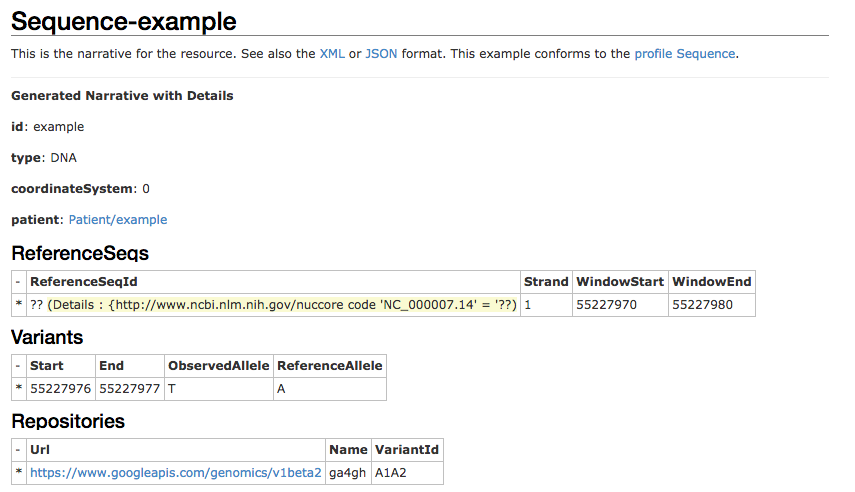 Sequence-example
This is the narrative for the resource. See also the XML or JSON format. This example conforms to the profile Sequence.
Generated Narrative with Details
id: example
type: DNA
coordinateSystem: 0
patient: Patient/example
ReferenceSeqs
- ReferenceSeqId Strand WindowStart WindowEnd
* ?? (Details : {http://www.ncbi.nlm.nih.gov/nuccore code 'NC_000007.14' = '??) 1 55227970 55227980
Variants
- Start End ObservedAllele ReferenceAllele
* 55227976 55227977 T A
Repositories
- Url Name VariantId
* https://www.googleapis.com/genomics/v1beta2 ga4gh A1A2